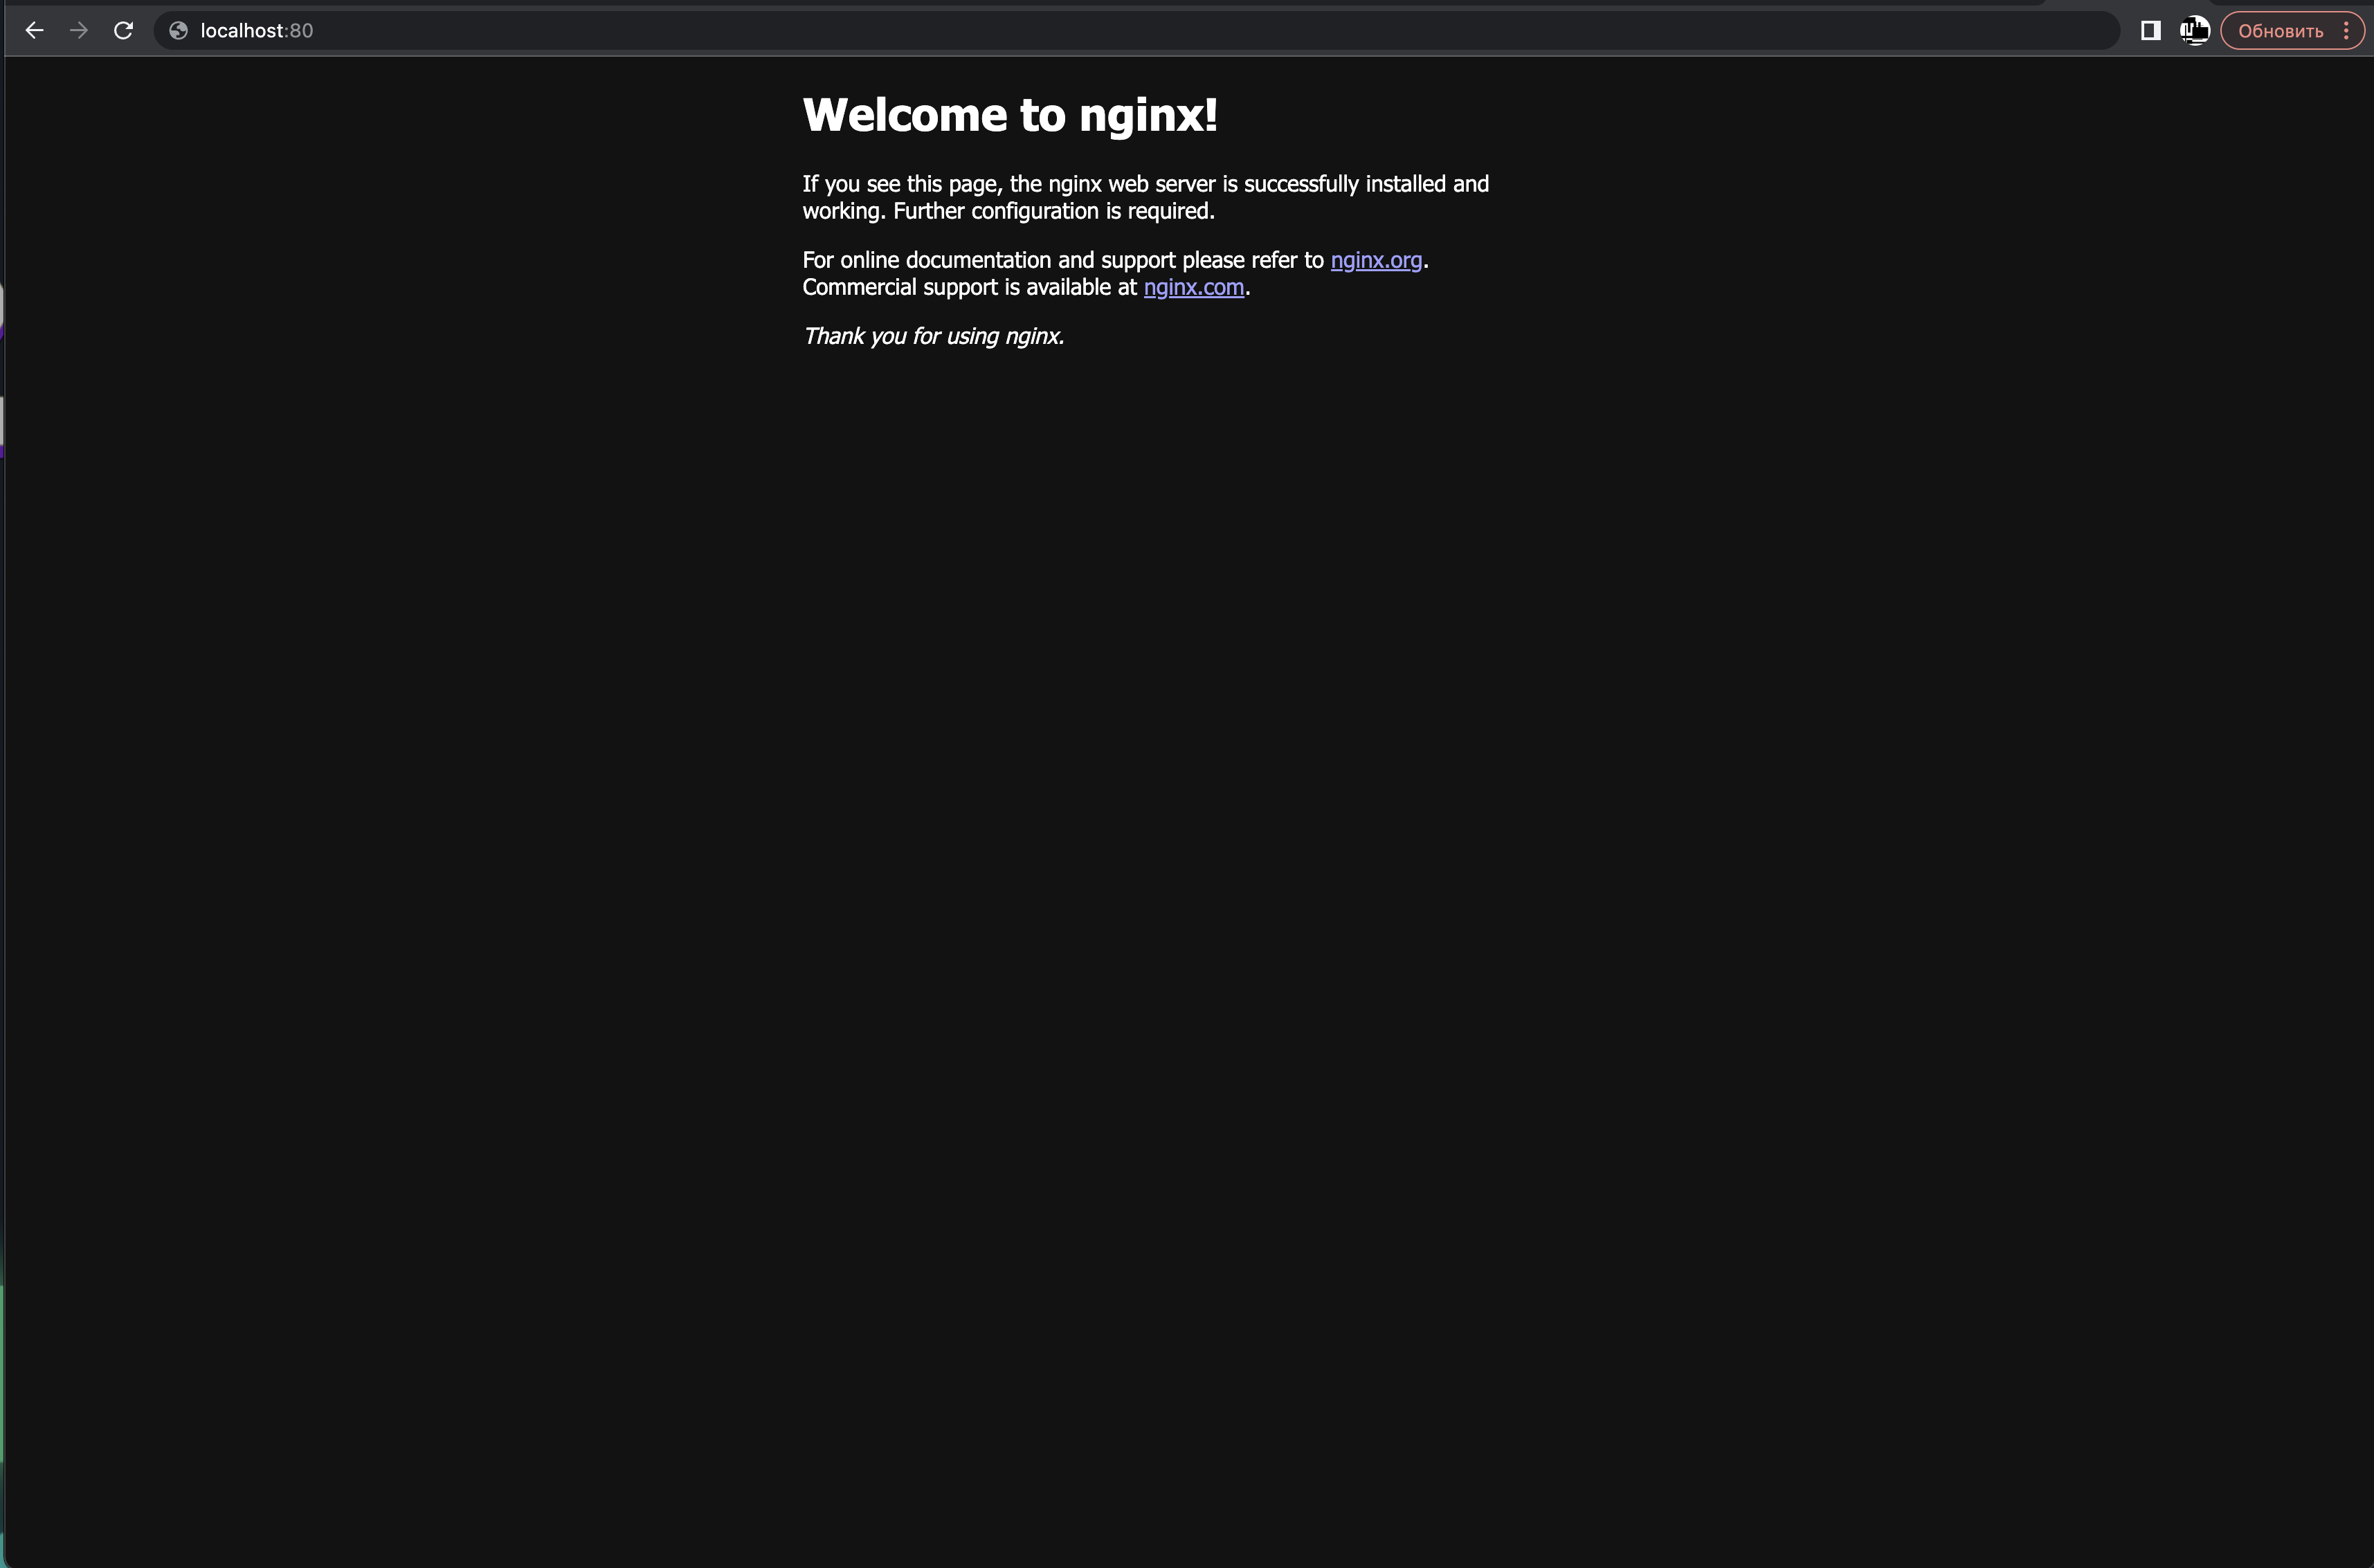 localhost:80
Обновить
Welcome to nginx!
If you see this page, the nginx web server is successfully installed and
working. Further configuration is required.
For online documentation and support please refer to nginx.org.
Commercial support is available at nginx.com.
Thank you for using nginx.